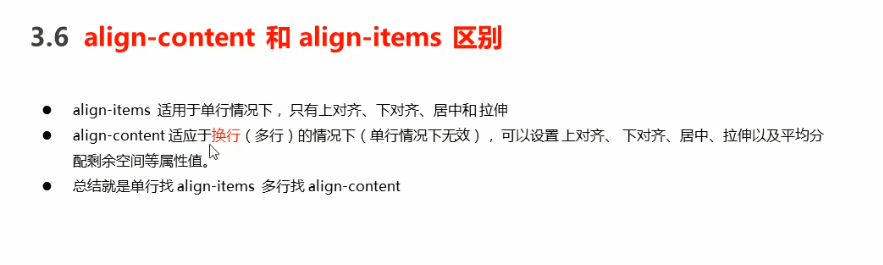 3.6 align-content 和 align-items 区别
● align-items 适用于单行情况下， 只有上对齐、下对齐、居中和 拉伸
● align-content 适应于换行（多行）的情况下（单行情况下无效）， 可以设置 上对齐、 下对齐、居中、拉伸以及平均分
配剩余空间等属性值。
● 总结就是单行找 align-items 多行找 align-content